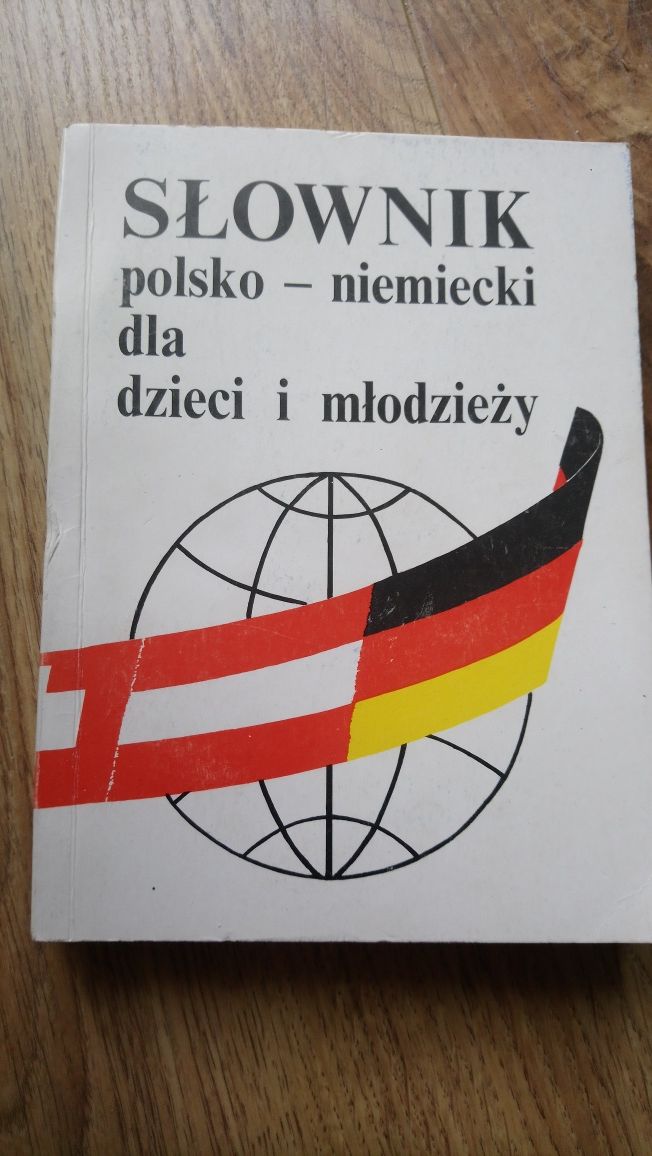 SŁOWNIK
polsko – niemiecki
dla
dzieci i młodzieży